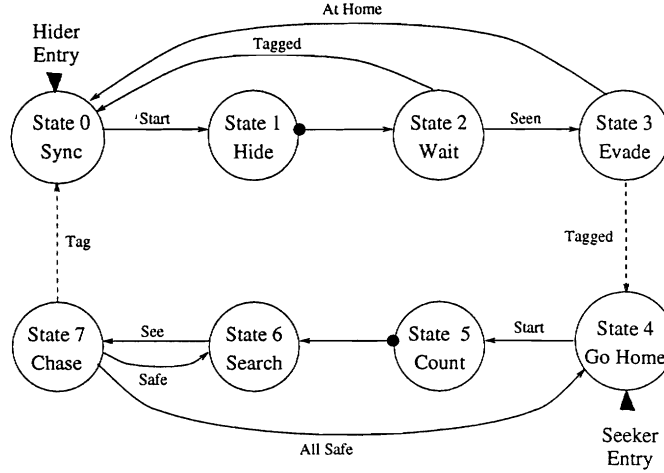 At Home
Hider
Entry
Tagged
State 0
Sync
Start
State 1
Hide
State 2
Wait
Seen
State 3
Evade
Tag
Tagged
State 7
Chase
See
Safe
State 6
Search
State 5
Count
Start
State 4
Go Home
All Safe
Seeker
Entry